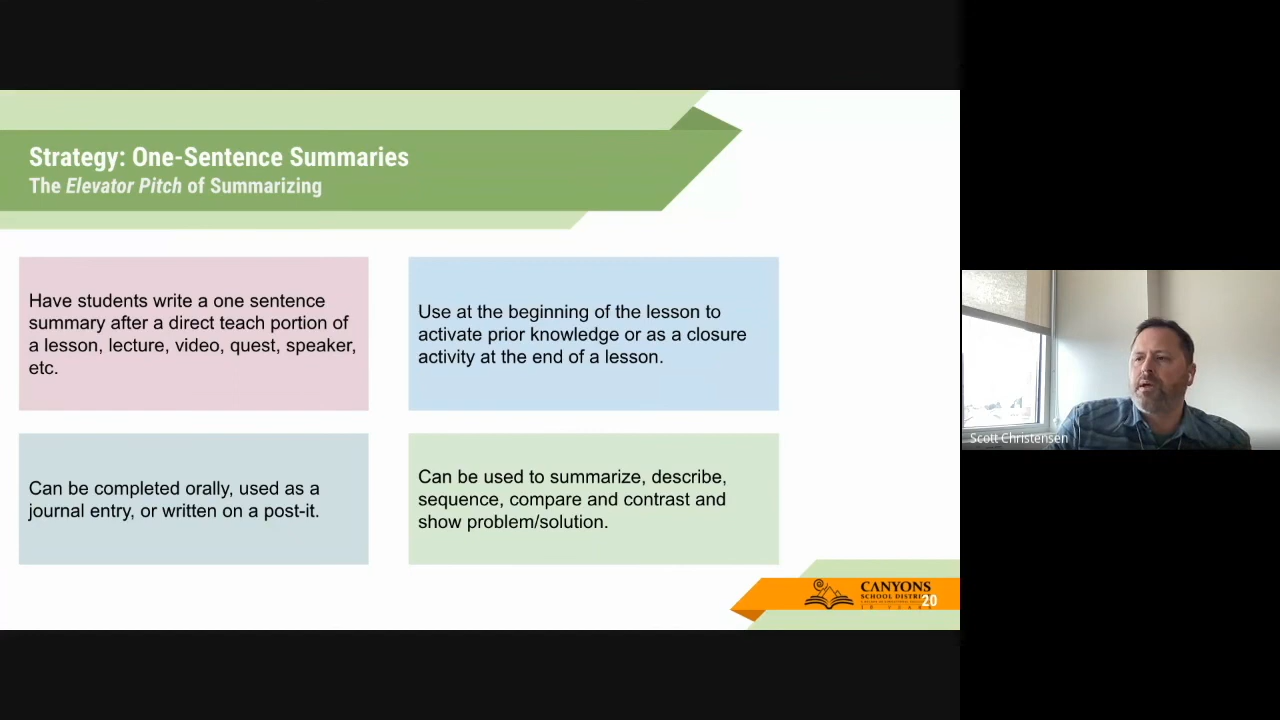 Strategy: One-Sentence Summaries
The Elevator Pitch of Summarizing
Have students write a one sentence
summary after a direct teach portion of
a lesson, lecture, video, quest, speaker,
etc.
Use at the beginning of the lesson to
activate prior knowledge or as a closure
activity at the end of a lesson.
Can be completed orally, used as a
journal entry, or written on a post-it.
Can be used to summarize, describe,
sequence, compare and contrast and
show problem/solution.
CANYONS
SCHOOL
20
Scott Christensen